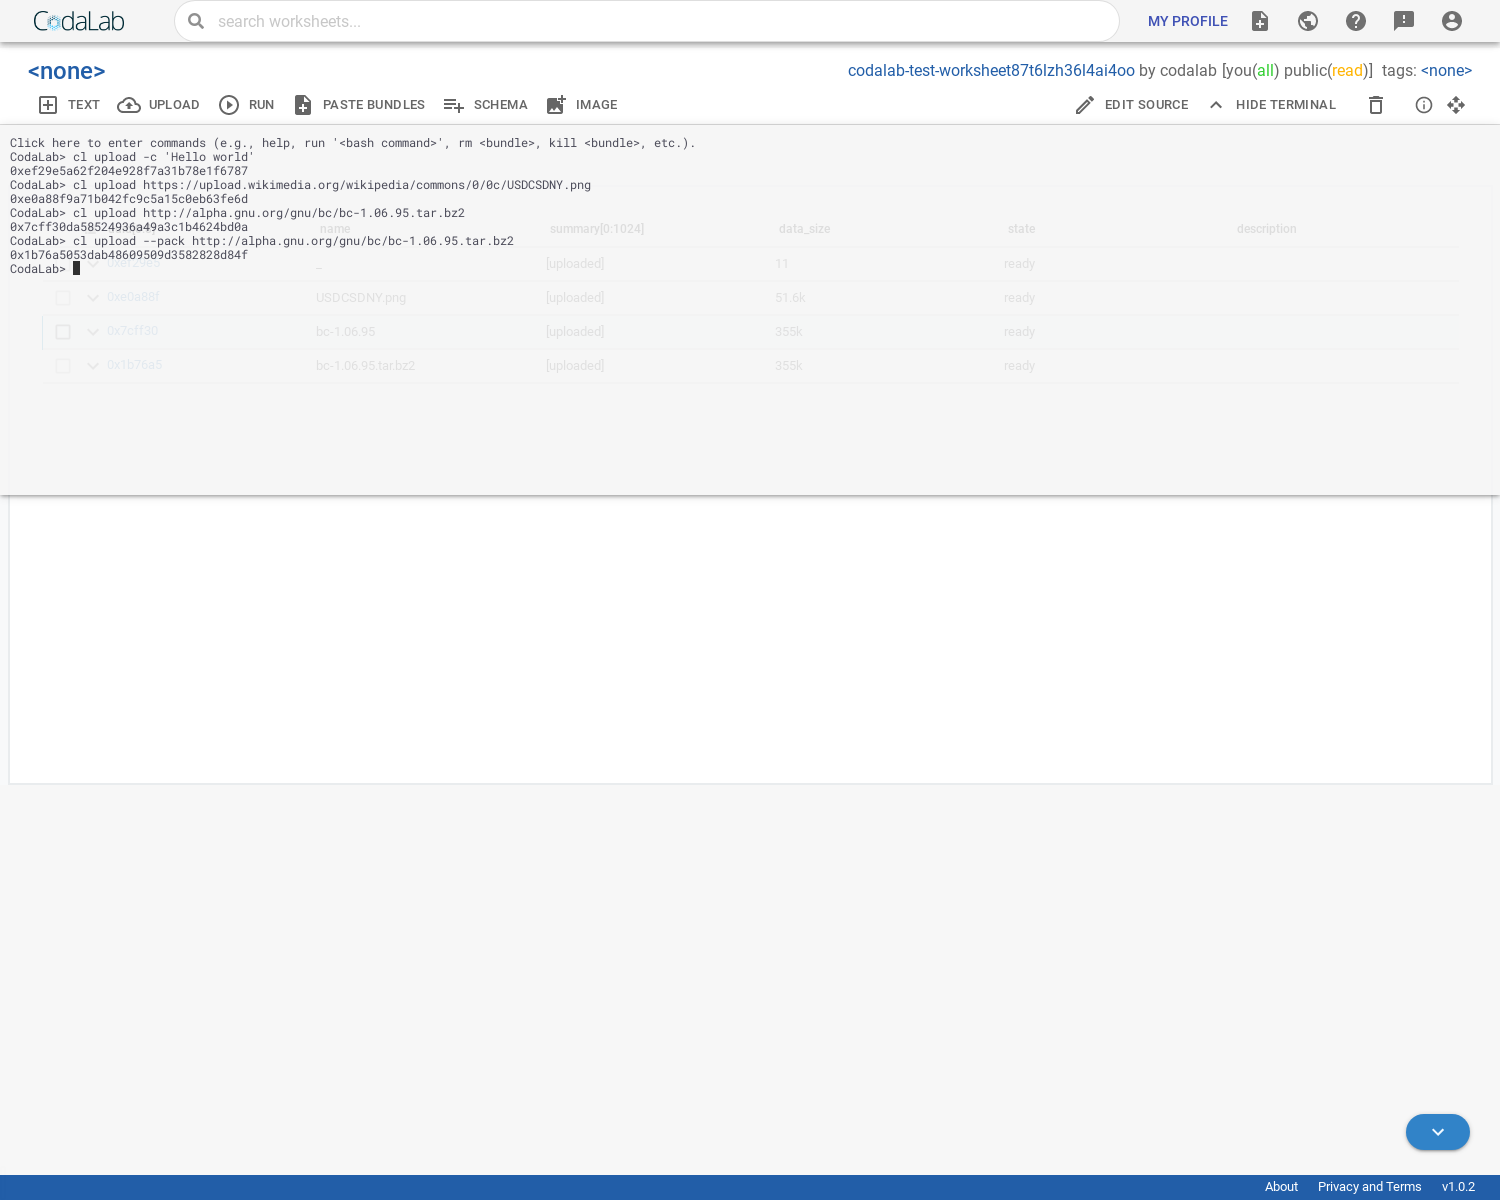 CodaLab
search worksheets...
MY PROFILE
<none>
codalab-test-worksheet87t6lzh36l4ai4oo by codalab [you(all) public(read)] tags: <none>
TEXT UPLOAD RUN PASTE BUNDLES SCHEMA IMAGE EDIT SOURCE HIDE TERMINAL
Click here to enter commands (e.g., help, run '<bash command>', rm <bundle>, kill <bundle>, etc.).
CodaLab> cl upload -c 'Hello world'
0xef29e5a62f204e928f7a31b78e1f6787
CodaLab> cl upload https://upload.wikimedia.org/wikipedia/commons/0/0c/USDCSDNY.png
0xe0a88f9a71b042fc9c5a15c0eb63fe6d
CodaLab> cl upload http://alpha.gnu.org/gnu/bc/bc-1.06.95.tar.bz2
0x7cff30da58524936a49a3c1b4624bd0a
name summary[0:1024] data_size state description
CodaLab> cl upload --pack http://alpha.gnu.org/gnu/bc/bc-1.06.95.tar.bz2
0x1b76a5053dab48609509d3582828d84f
_ [uploaded] 11 ready
CodaLab>
0xe0a88f USDCSDNY.png [uploaded] 51.6k ready
0x7cff30 bc-1.06.95 [uploaded] 355k ready
0x1b76a5 bc-1.06.95.tar.bz2 [uploaded] 355k ready
About Privacy and Terms v1.0.2